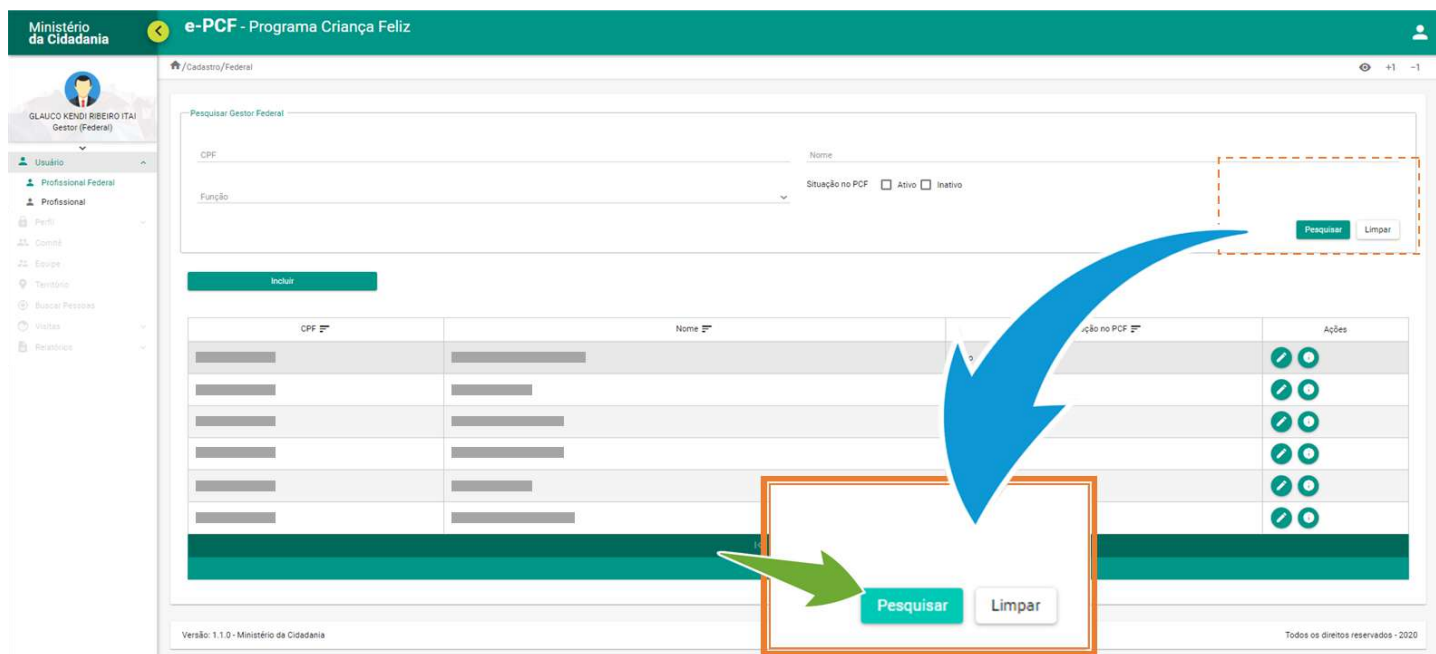 Ministério
da Cidadania
e-PCF - Programa Criança Feliz
/Cadastro/Federal
+1 -1
GLAUCO KENDI RIBEIRO ITAI
Gestor (Federal)
Usuário
Profissional Federal
Profissional
Perfil
Comitê
Equipe
Território
Buscar Pessoas
Visitas
Relatórios
Pesquisar Gestor Federal
CPF
Nome
Função
Situação no PCF Ativo Inativo
Pesquisar Limpar
Incluir
CPF Nome no PCF Ações
Pesquisar Limpar
Versão: 1.1.0 - Ministério da Cidadania
Todos os direitos reservados - 2020